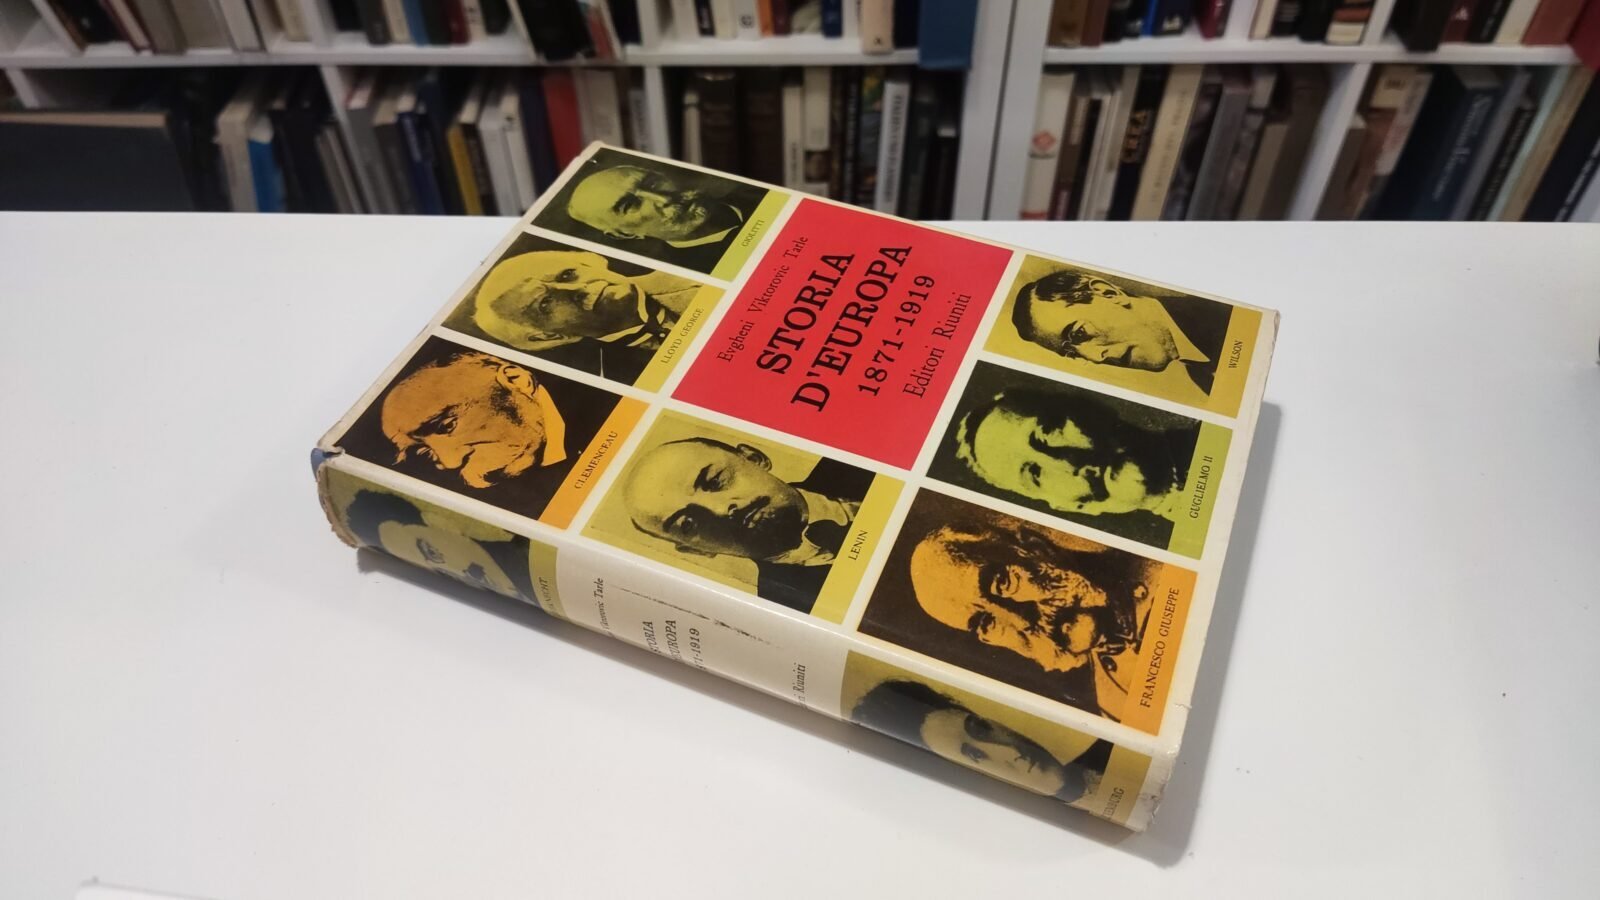 Evgheni Viktorovic Tarle
STORIA
D'EUROPA
1871-1919
Editori Riuniti
GIOLITTI
LLOYD GEORGE
CLEMENCEAU
LENIN
WILSON
GUGLIELMO II
FRANCESCO GIUSEPPE
Tarle
STORIA
Riuniti